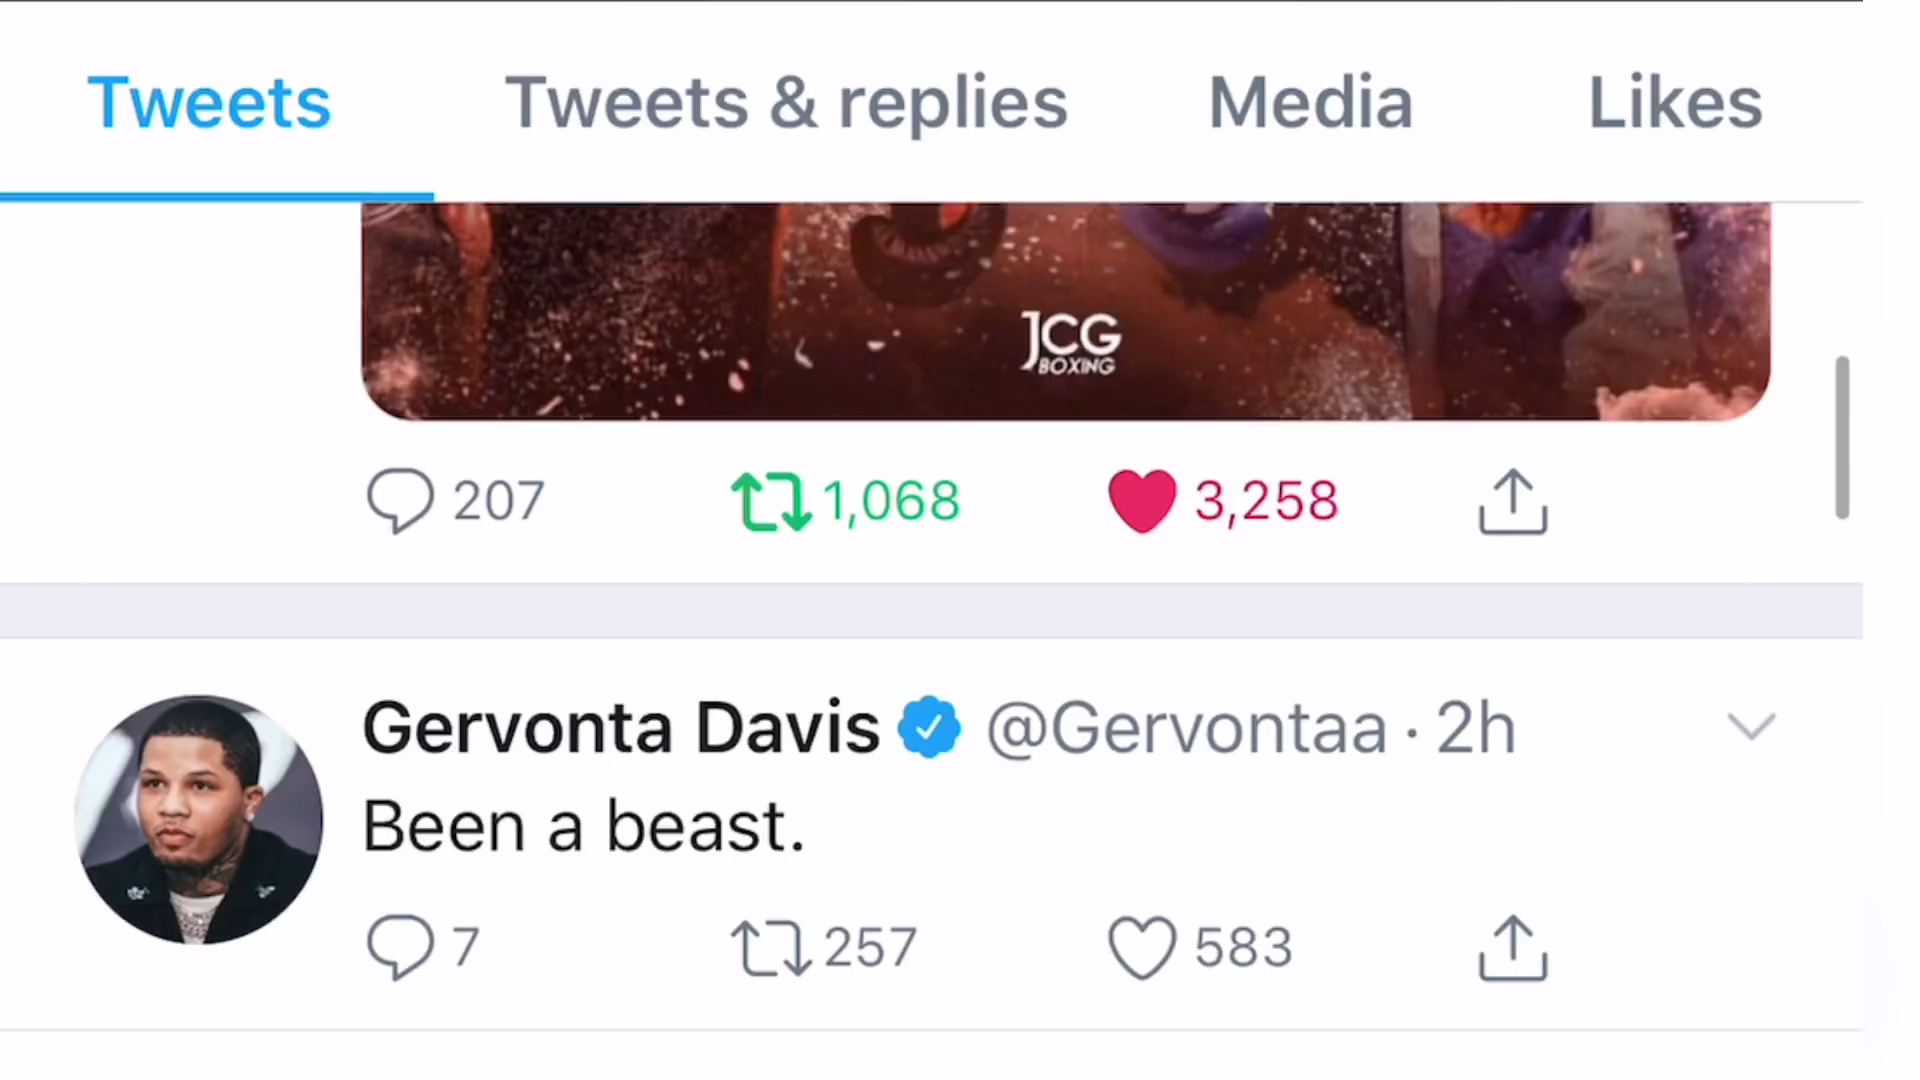 Tweets Tweets & replies Media Likes
JCG
BOXING
207 1,068 3,258
Gervonta Davis @Gervontaa · 2h
Been a beast.
7 257 583